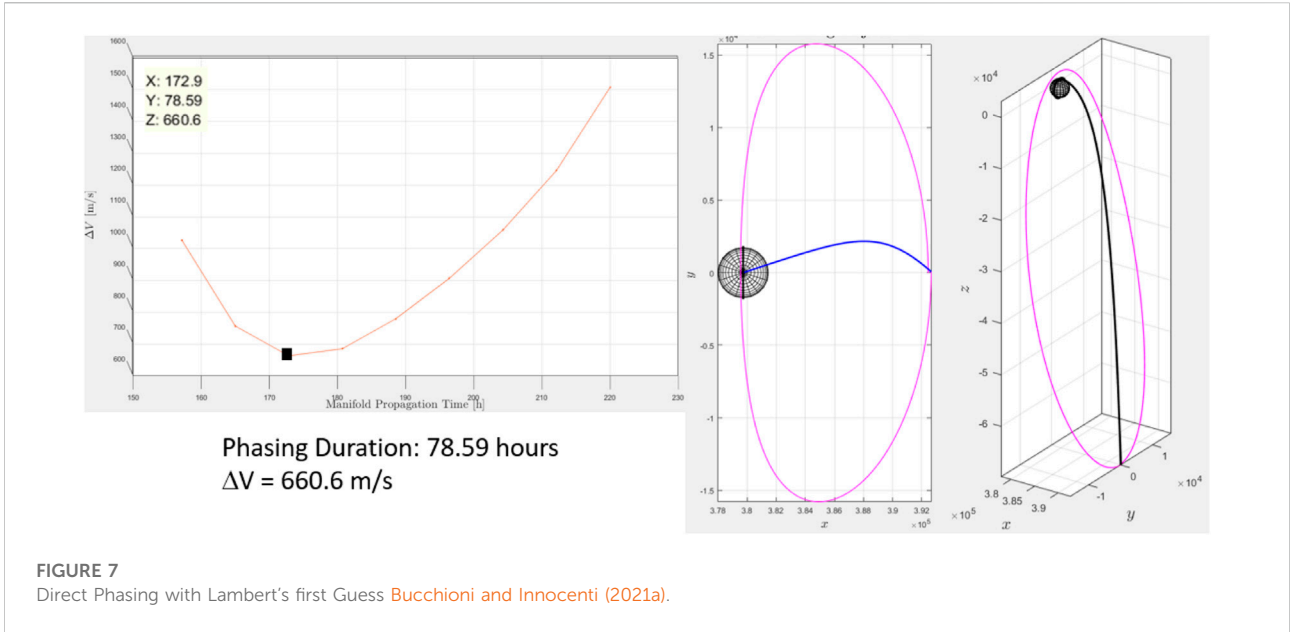 1600
1500
1400
1300
1200
1100
1000
900
800
700
600
ΔV [m/s]
X: 172.9
Y: 78.59
Z: 660.6
150 160 170 180 190 200 210 220 230
Manifold Propagation Time [h]
Phasing Duration: 78.59 hours
ΔV = 660.6 m/s
1.5
1
0.5
0
-0.5
-1
-1.5
y
3.78 3.8 3.82 3.84 3.86 3.88 3.9 3.92
x
×10⁵
×10⁴
0
-1
-2
-3
-4
-5
-6
z
3.8
3.85
3.9
x
×10⁵
-1
0
1
y
×10⁴
FIGURE 7
Direct Phasing with Lambert's first Guess Bucchioni and Innocenti (2021a).